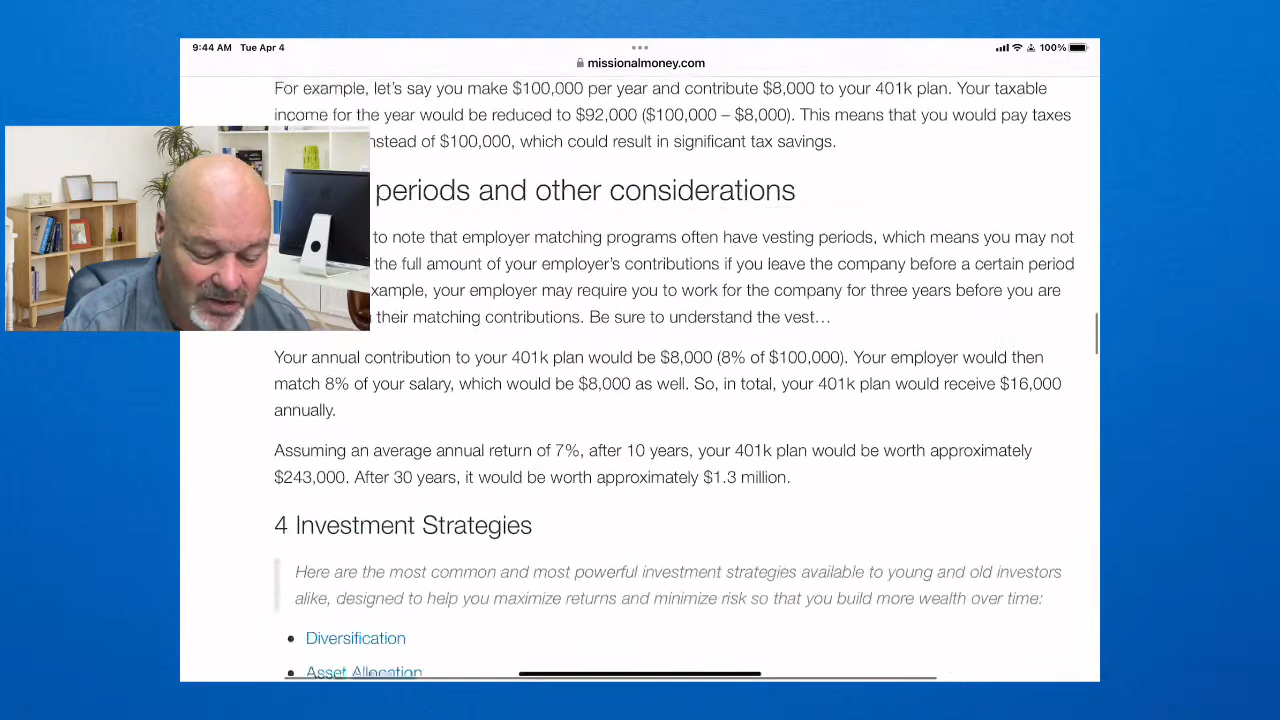 9:44 AM Tue Apr 4
100%
missionalmoney.com
For example, let's say you make $100,000 per year and contribute $8,000 to your 401k plan. Your taxable
income for the year would be reduced to $92,000 ($100,000 – $8,000). This means that you would pay taxes
nstead of $100,000, which could result in significant tax savings.
periods and other considerations
to note that employer matching programs often have vesting periods, which means you may not
the full amount of your employer's contributions if you leave the company before a certain period
xample, your employer may require you to work for the company for three years before you are
their matching contributions. Be sure to understand the vest…
Your annual contribution to your 401k plan would be $8,000 (8% of $100,000). Your employer would then
match 8% of your salary, which would be $8,000 as well. So, in total, your 401k plan would receive $16,000
annually.
Assuming an average annual return of 7%, after 10 years, your 401k plan would be worth approximately
$243,000. After 30 years, it would be worth approximately $1.3 million.
4 Investment Strategies
Here are the most common and most powerful investment strategies available to young and old investors
alike, designed to help you maximize returns and minimize risk so that you build more wealth over time:
• Diversification
• Asset Allocation